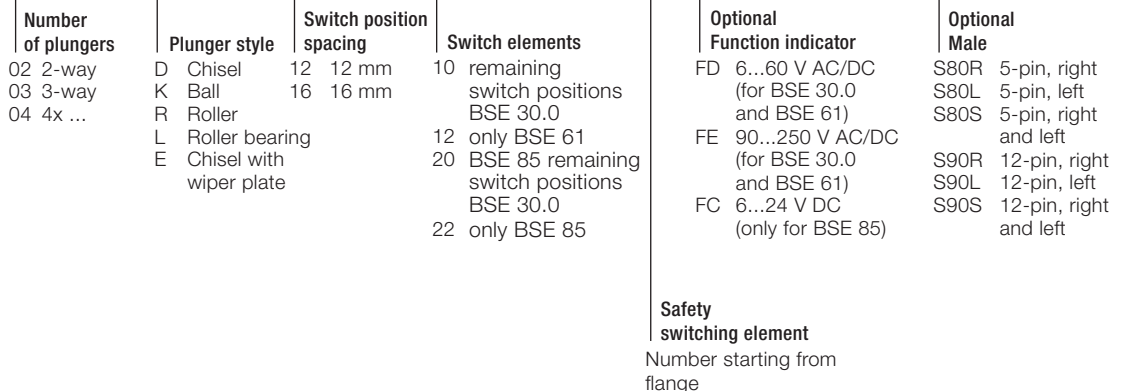 Number
of plungers
02 2-way
03 3-way
04 4x ...
Plunger style
D Chisel
K Ball
R Roller
L Roller bearing
E Chisel with
wiper plate
Switch position
spacing
12 12 mm
16 16 mm
Switch elements
10 remaining
switch positions
BSE 30.0
12 only BSE 61
20 BSE 85 remaining
switch positions
BSE 30.0
22 only BSE 85
Optional
Function indicator
FD 6...60 V AC/DC
(for BSE 30.0
and BSE 61)
FE 90...250 V AC/DC
(for BSE 30.0
and BSE 61)
FC 6...24 V DC
(only for BSE 85)
Optional
Male
S80R 5-pin, right
S80L 5-pin, left
S80S 5-pin, right
and left
S90R 12-pin, right
S90L 12-pin, left
S90S 12-pin, right
and left
Safety
switching element
Number starting from
flange